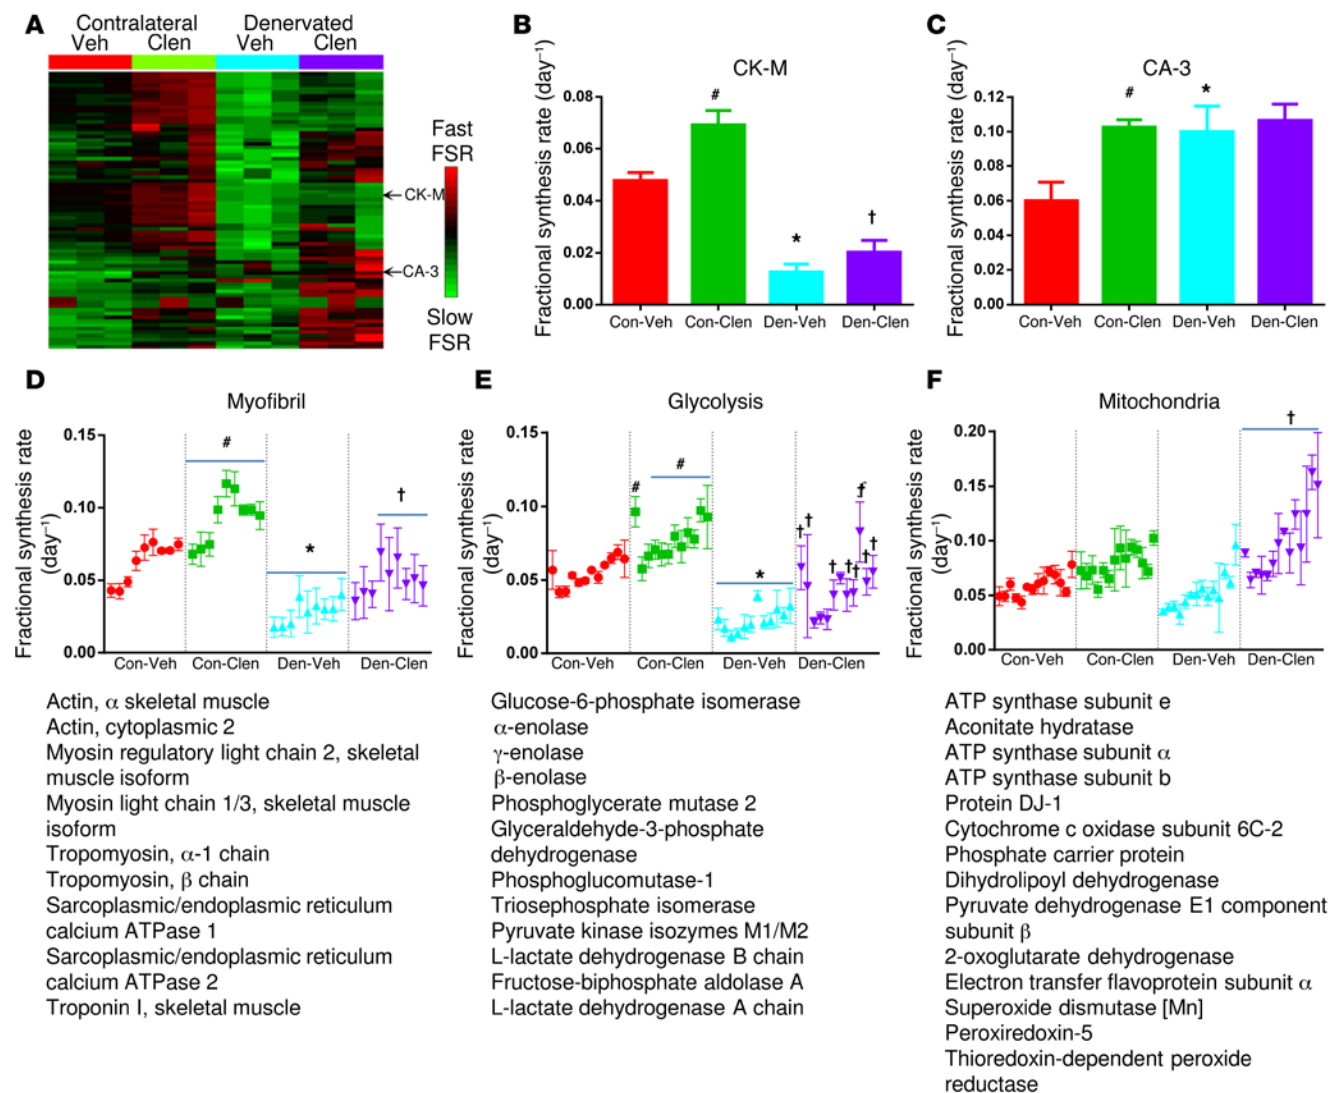 A
Contralateral Denervated
Veh Clen Veh Clen
Fast
FSR
CK-M
CA-3
Slow
FSR
B
CK-M
Fractional synthesis rate (day⁻¹)
0.08
0.06
0.04
0.02
0.00
#
*
†
Con-Veh Con-Clen Den-Veh Den-Clen
C
CA-3
Fractional synthesis rate (day⁻¹)
0.12
0.10
0.08
0.06
0.04
0.02
0.00
#
*
Con-Veh Con-Clen Den-Veh Den-Clen
D
Myofibril
Fractional synthesis rate
(day⁻¹)
0.15
0.10
0.05
0.00
#
*
†
Con-Veh Con-Clen Den-Veh Den-Clen
Actin, α skeletal muscle
Actin, cytoplasmic 2
Myosin regulatory light chain 2, skeletal
muscle isoform
Myosin light chain 1/3, skeletal muscle
isoform
Tropomyosin, α-1 chain
Tropomyosin, β chain
Sarcoplasmic/endoplasmic reticulum
calcium ATPase 1
Sarcoplasmic/endoplasmic reticulum
calcium ATPase 2
Troponin I, skeletal muscle
E
Glycolysis
Fractional synthesis rate
(day⁻¹)
0.15
0.10
0.05
0.00
# #
*
† † † † † † † †
Con-Veh Con-Clen Den-Veh Den-Clen
Glucose-6-phosphate isomerase
α-enolase
γ-enolase
β-enolase
Phosphoglycerate mutase 2
Glyceraldehyde-3-phosphate
dehydrogenase
Phosphoglucomutase-1
Triosephosphate isomerase
Pyruvate kinase isozymes M1/M2
L-lactate dehydrogenase B chain
Fructose-biphosphate aldolase A
L-lactate dehydrogenase A chain
F
Mitochondria
Fractional synthesis rate
(day⁻¹)
0.20
0.15
0.10
0.05
0.00
†
Con-Veh Con-Clen Den-Veh Den-Clen
ATP synthase subunit e
Aconitate hydratase
ATP synthase subunit α
ATP synthase subunit b
Protein DJ-1
Cytochrome c oxidase subunit 6C-2
Phosphate carrier protein
Dihydrolipoyl dehydrogenase
Pyruvate dehydrogenase E1 component
subunit β
2-oxoglutarate dehydrogenase
Electron transfer flavoprotein subunit α
Superoxide dismutase [Mn]
Peroxiredoxin-5
Thioredoxin-dependent peroxide
reductase